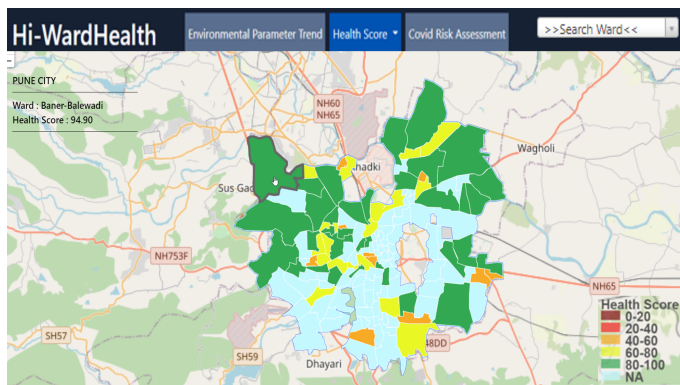 Hi-WardHealth
Environmental Parameter Trend
Health Score
Covid Risk Assessment
>>Search Ward<<
PUNE CITY
Ward : Baner-Balewadi
Health Score : 94.90
NH60
NH65
Wagholi
Sus
NH753F
NH65
SH57
SH59
Dhayari
48DD
Health Score
0-20
20-40
40-60
60-80
80-100
NA